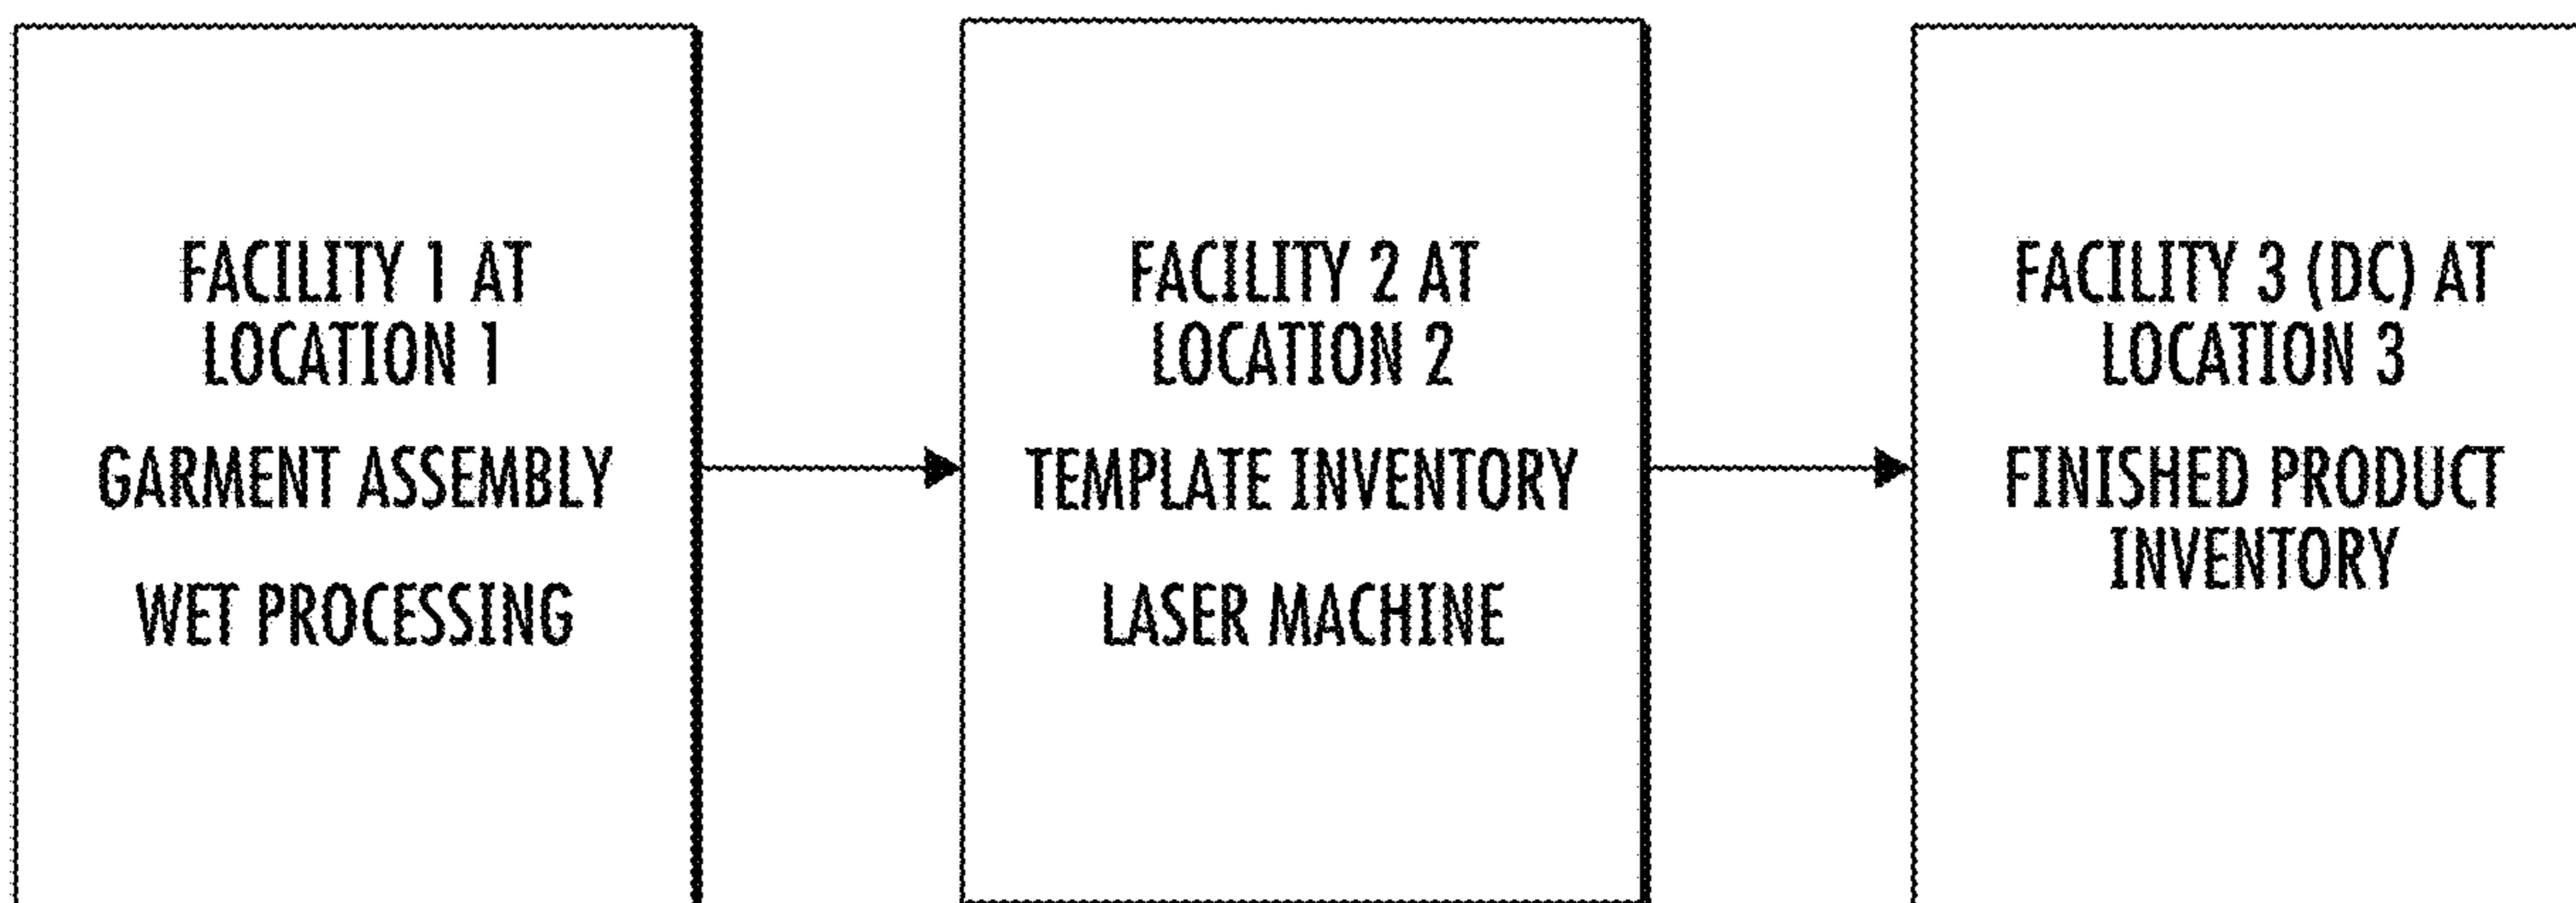 FACILITY 1 AT
LOCATION 1
GARMENT ASSEMBLY
WET PROCESSING
FACILITY 2 AT
LOCATION 2
TEMPLATE INVENTORY
LASER MACHINE
FACILITY 3 (DC) AT
LOCATION 3
FINISHED PRODUCT
INVENTORY